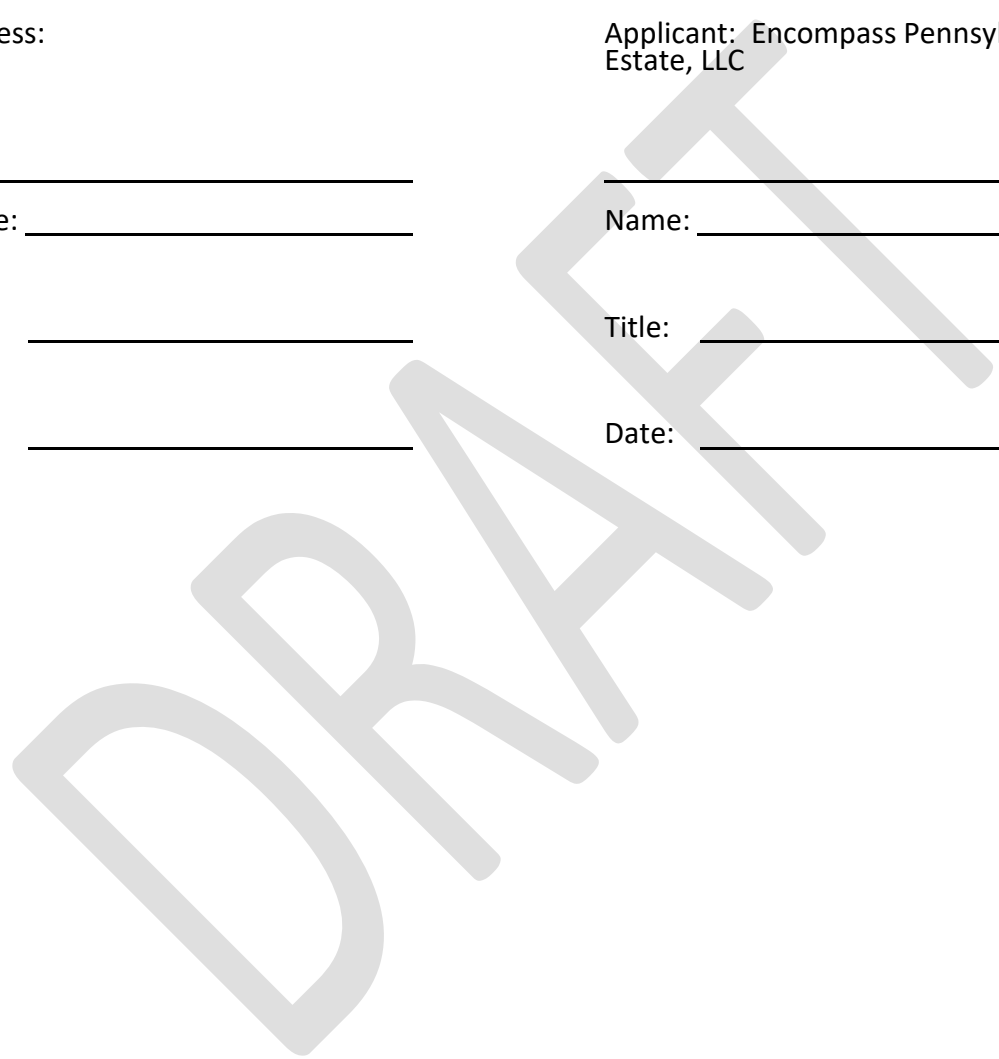 ess:
Applicant: Encompass Pennsyl
Estate, LLC
e:
Name:
Title:
Date:
DRAFT